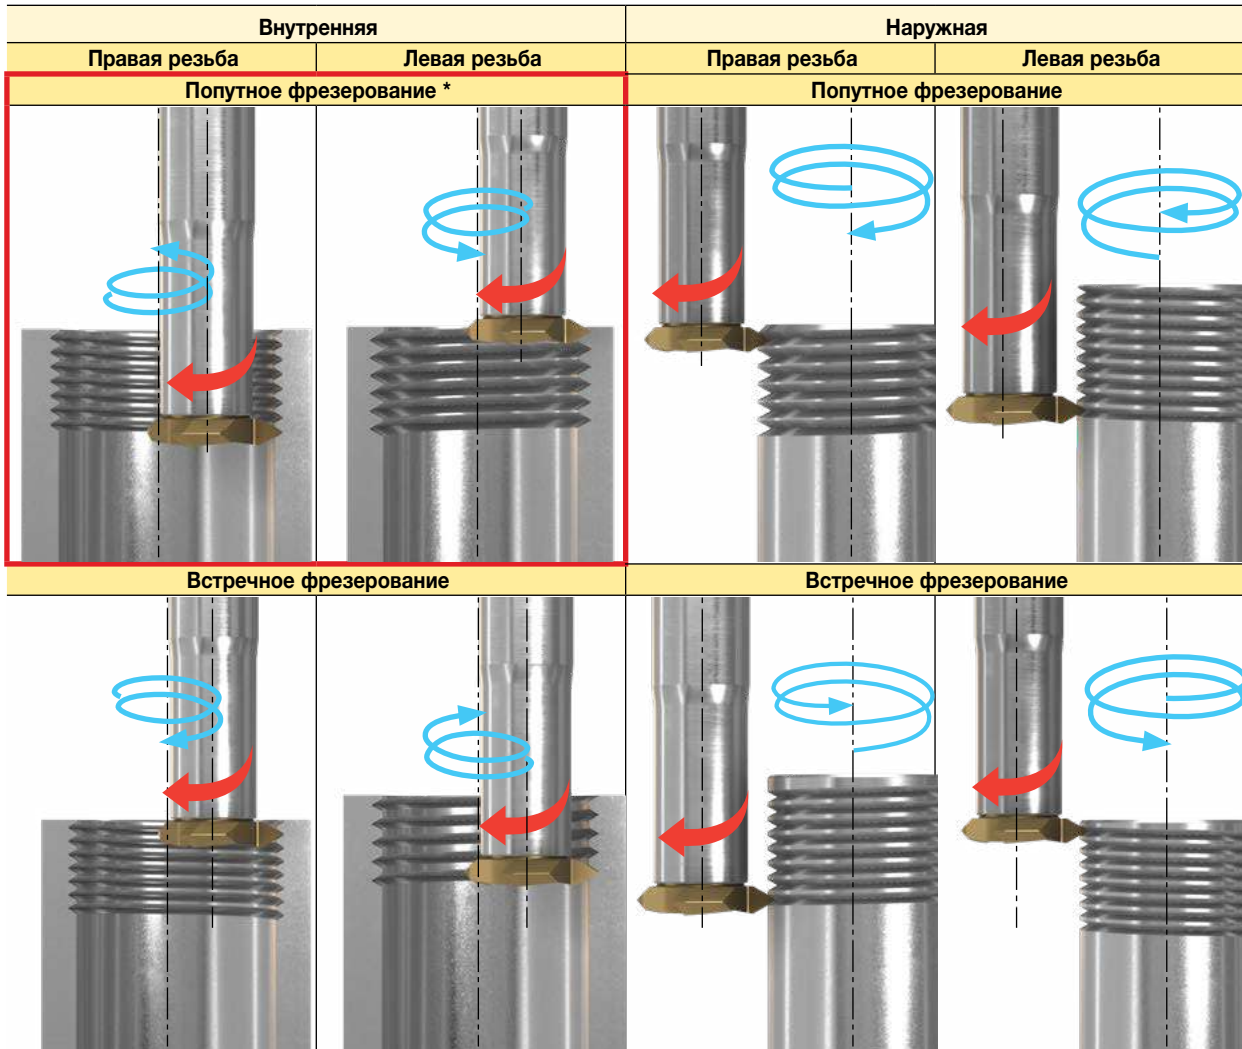 Внутренняя
Наружная
Правая резьба
Левая резьба
Правая резьба
Левая резьба
Попутное фрезерование *
Попутное фрезерование
Встречное фрезерование
Встречное фрезерование